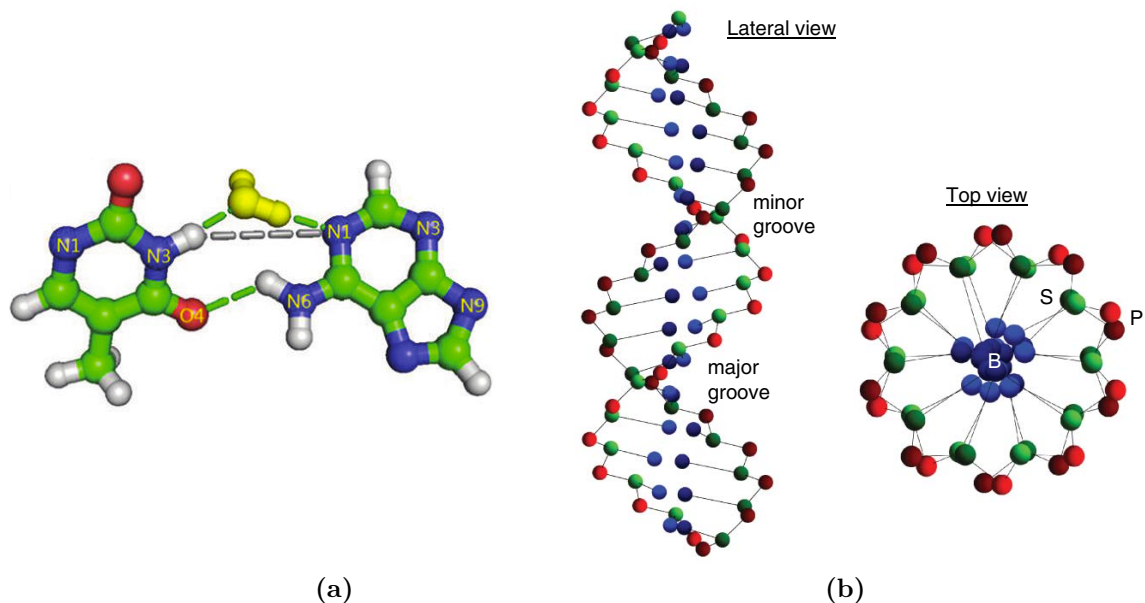 N1
N3
O4
N1
N3
N6
N9
(a)
Lateral view
minor
groove
major
groove
Top view
S
P
B
(b)